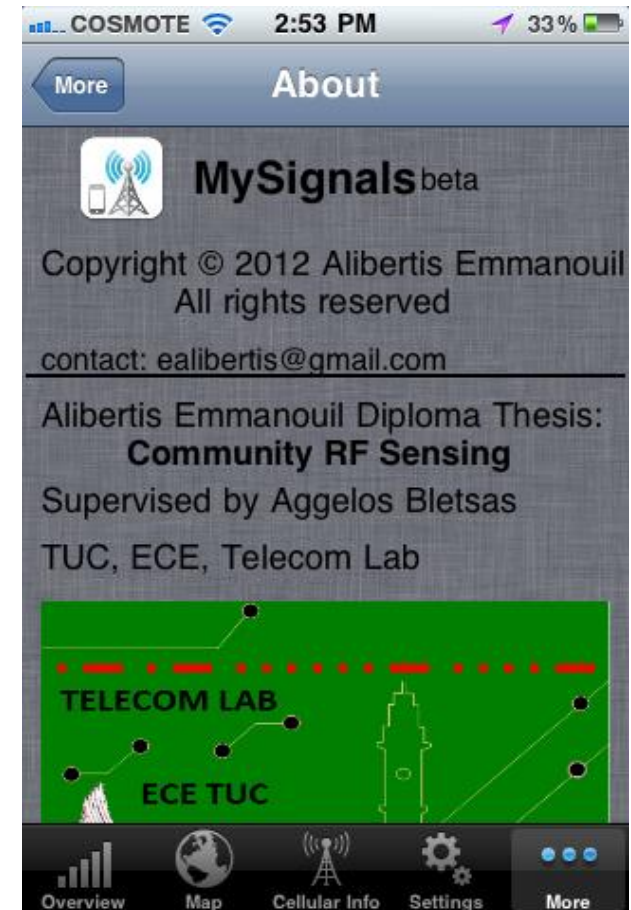 COSMOTE 2:53 PM 33%
More About
MySignals beta
Copyright © 2012 Alibertis Emmanouil
All rights reserved
contact: ealibertis@gmail.com
Alibertis Emmanouil Diploma Thesis:
Community RF Sensing
Supervised by Aggelos Bletsas
TUC, ECE, Telecom Lab
TELECOM LAB
ECE TUC
Overview Map Cellular Info Settings More